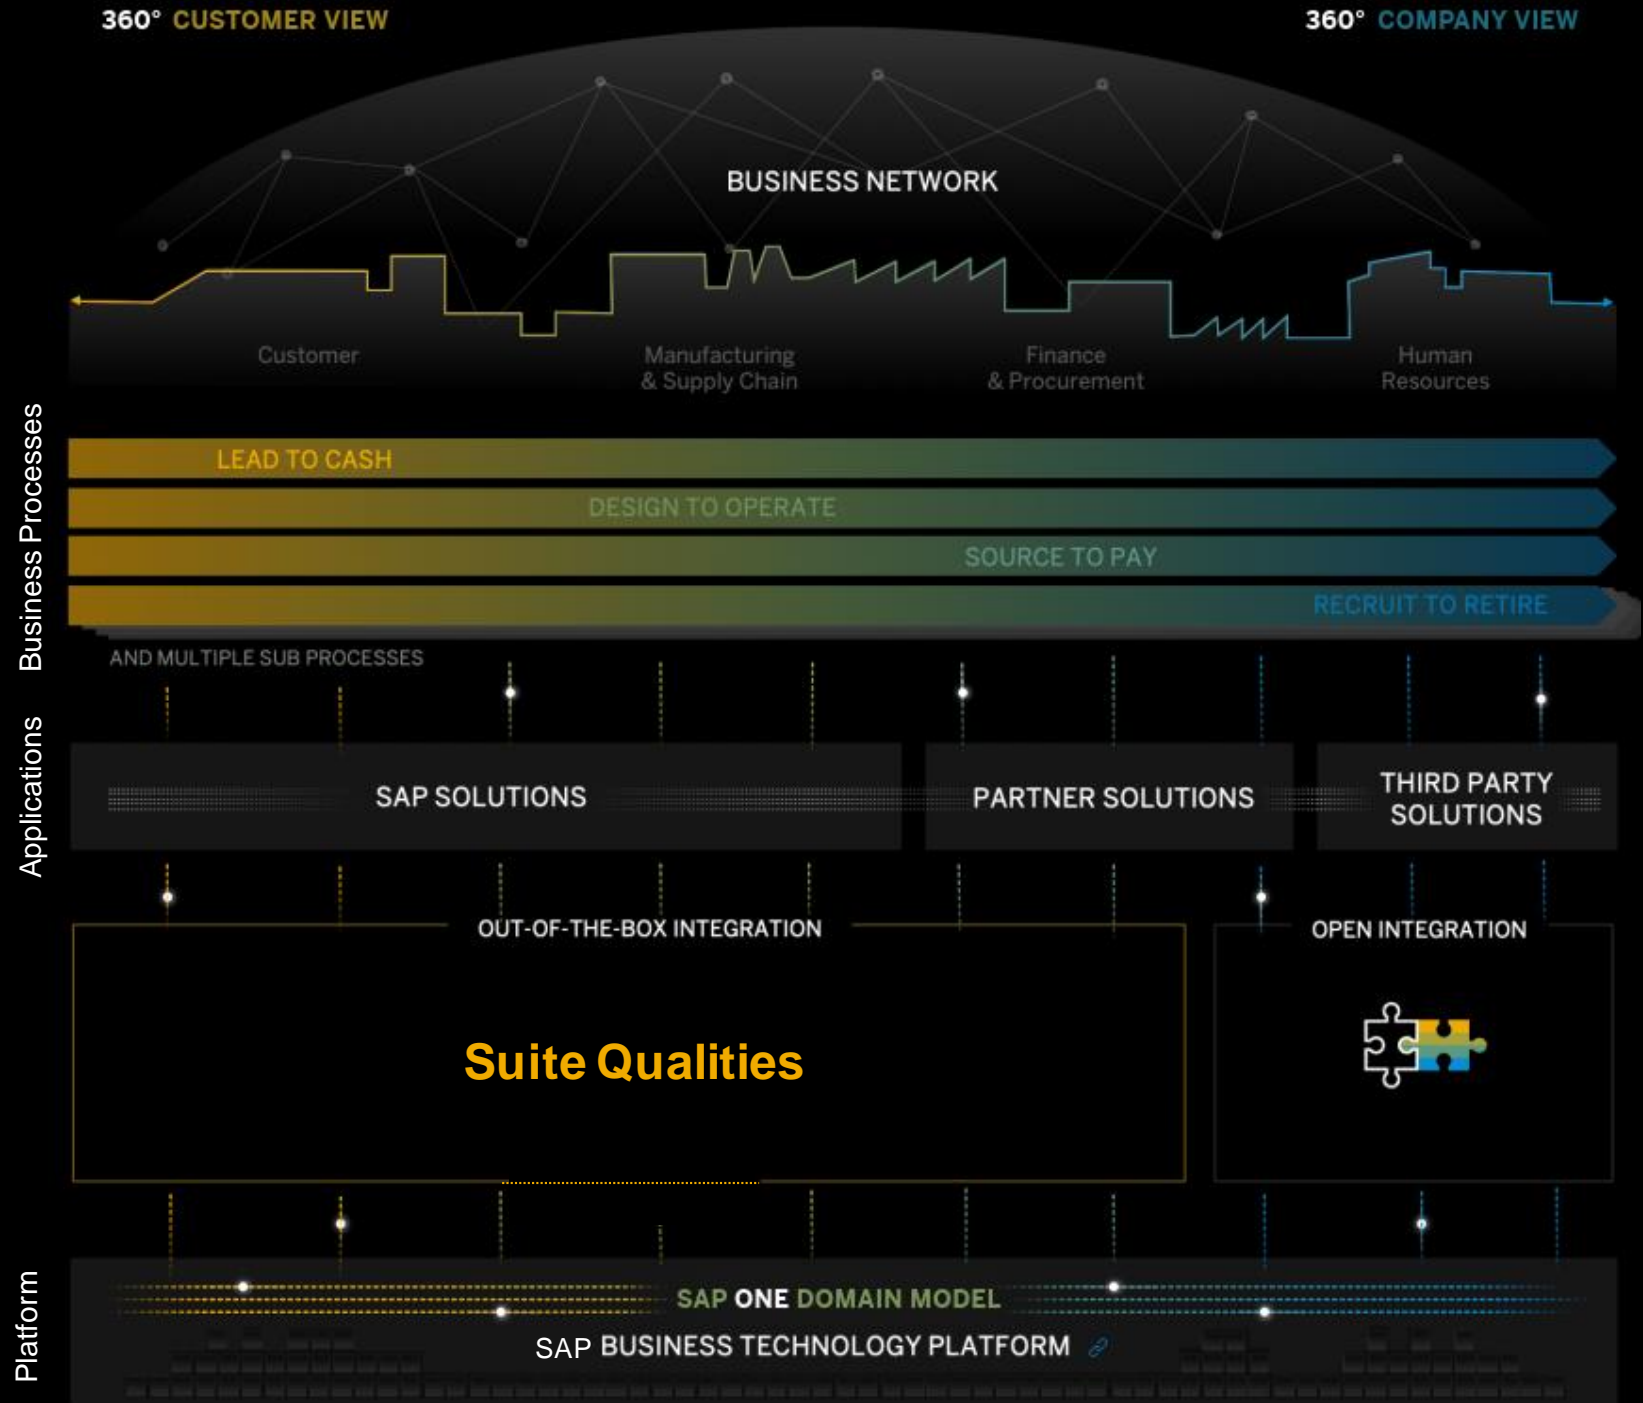 360° CUSTOMER VIEW
360° COMPANY VIEW
BUSINESS NETWORK
Customer
Manufacturing
& Supply Chain
Finance
& Procurement
Human
Resources
Business Processes
LEAD TO CASH
DESIGN TO OPERATE
SOURCE TO PAY
RECRUIT TO RETIRE
AND MULTIPLE SUB PROCESSES
Applications
SAP SOLUTIONS
PARTNER SOLUTIONS
THIRD PARTY
SOLUTIONS
OUT-OF-THE-BOX INTEGRATION
OPEN INTEGRATION
Suite Qualities
Platform
SAP ONE DOMAIN MODEL
SAP BUSINESS TECHNOLOGY PLATFORM